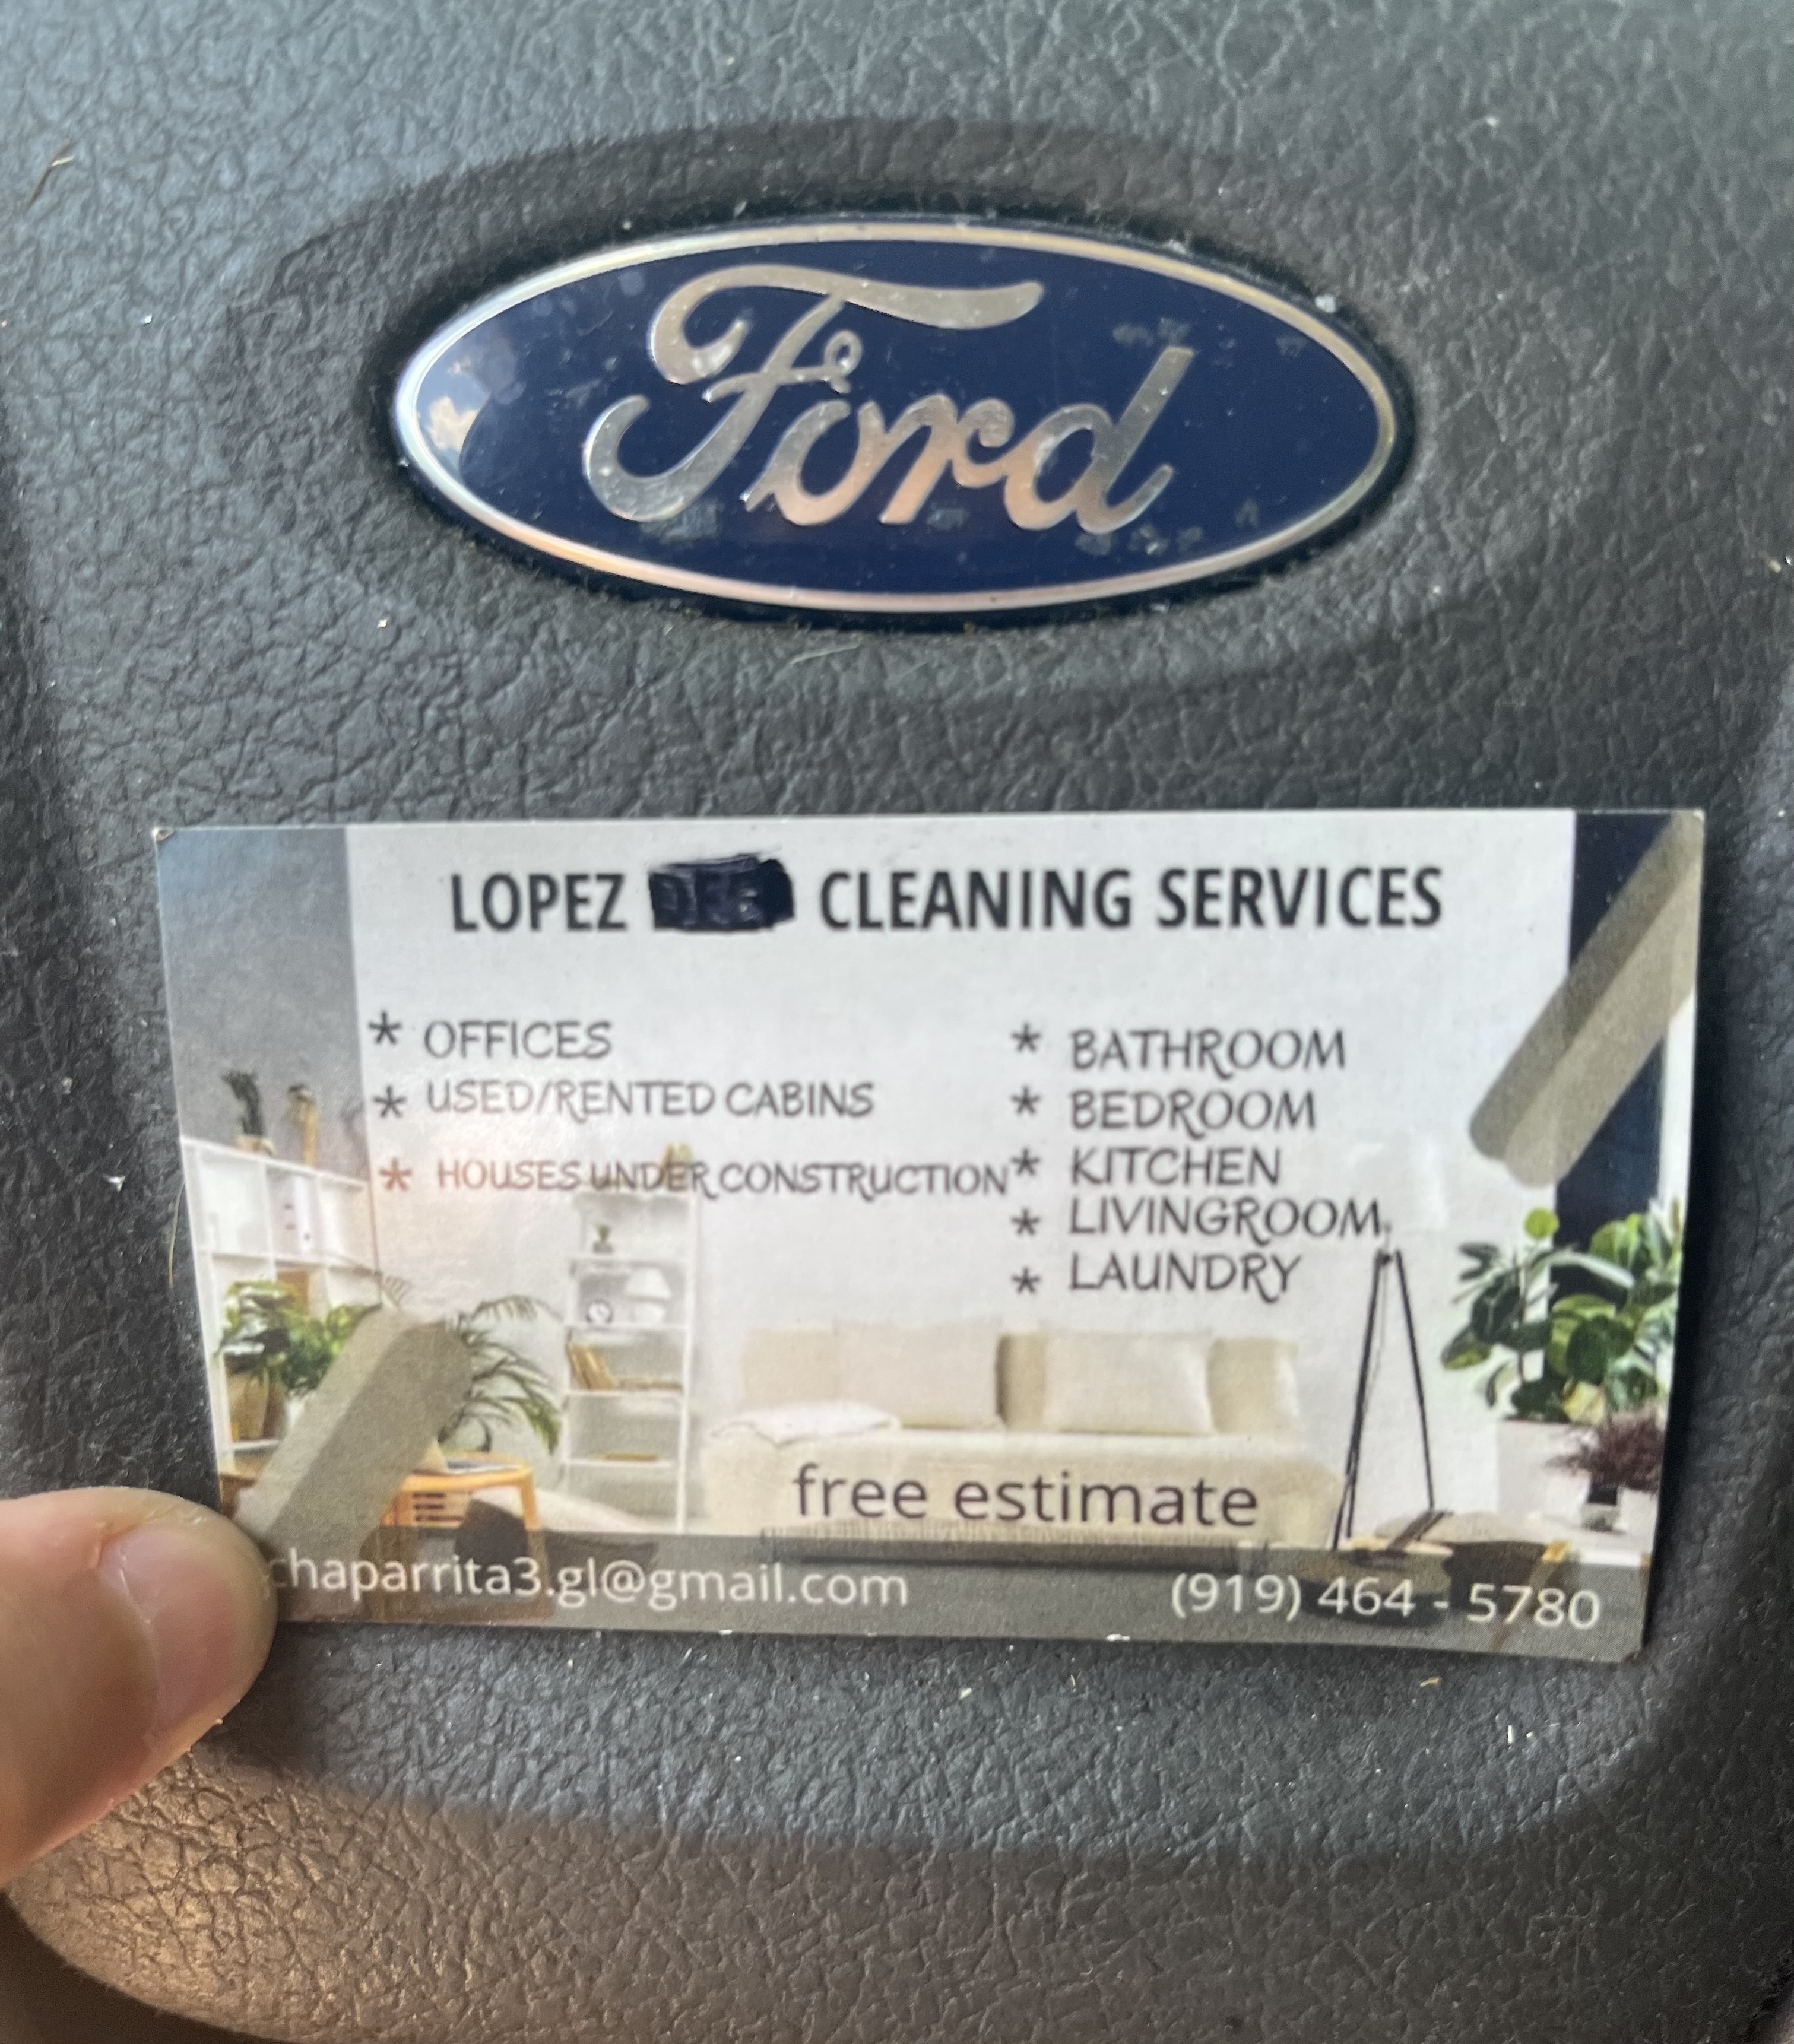 Ford
LOPEZ CLEANING SERVICES
* OFFICES
* USED/RENTED CABINS
* HOUSES UNDER CONSTRUCTION
* BATHROOM
* BEDROOM
* KITCHEN
* LIVINGROOM
* LAUNDRY
free estimate
chaparrita3.gl@gmail.com
(919) 464 - 5780